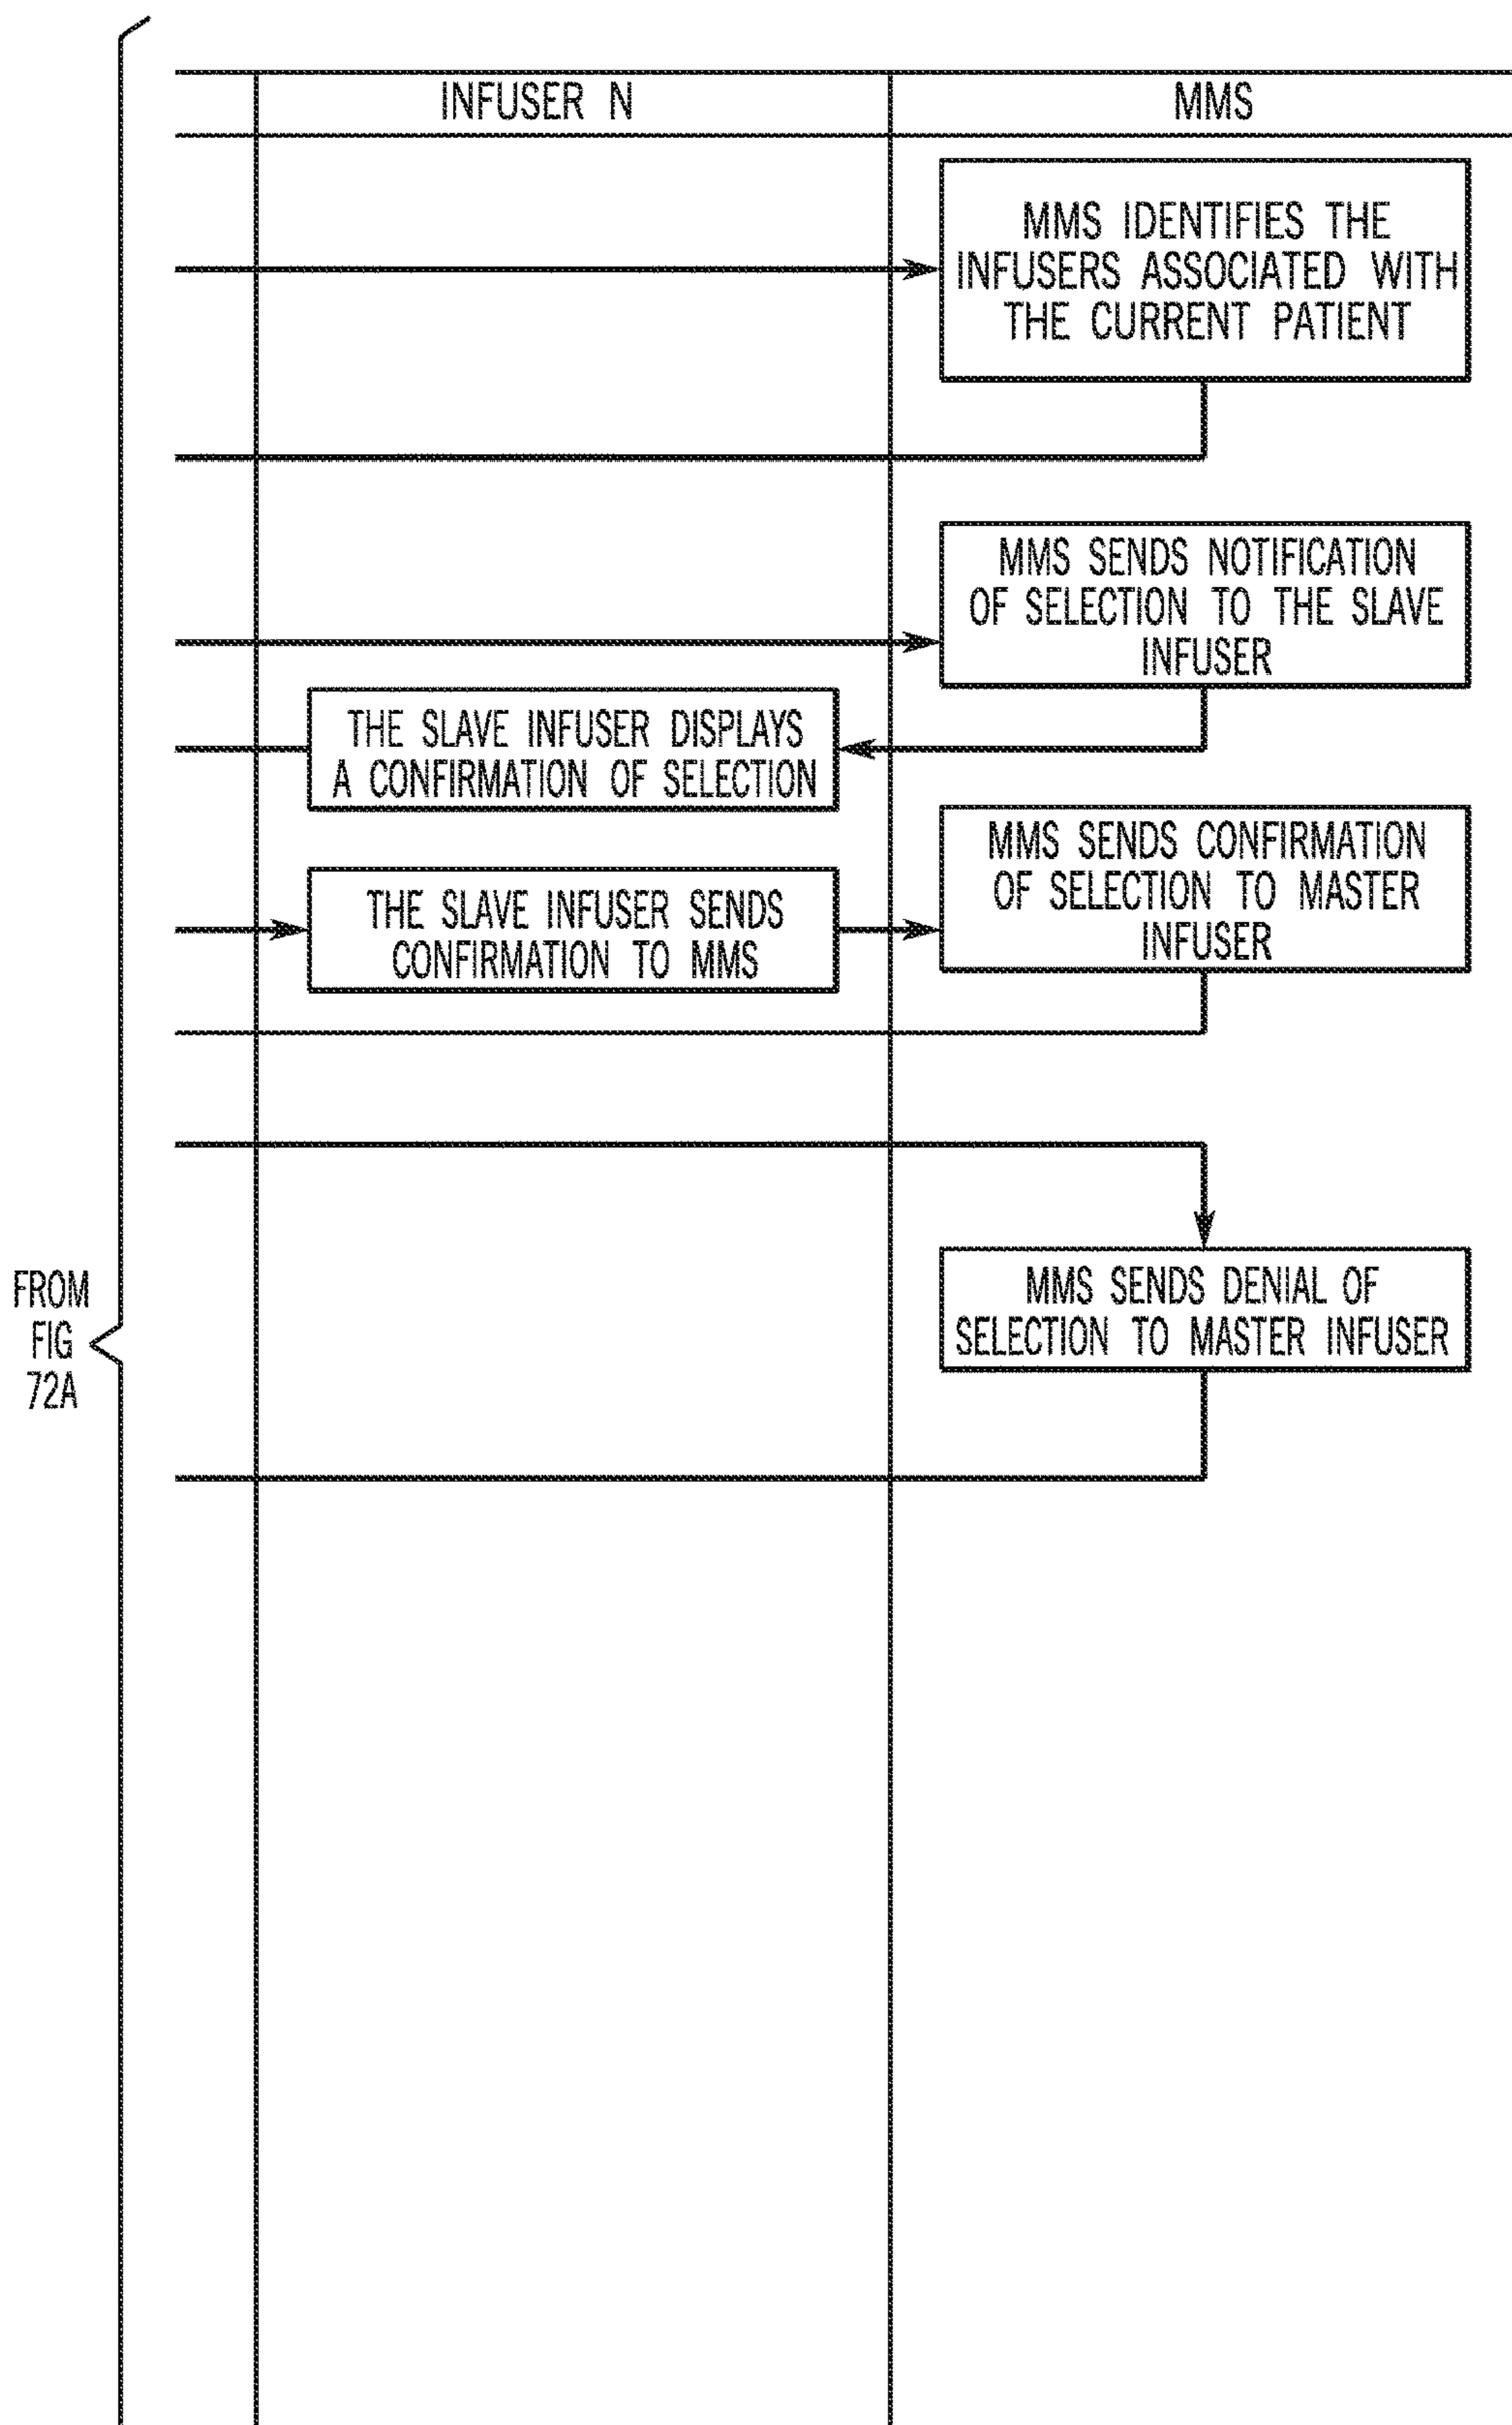 INFUSER N
MMS
MMS IDENTIFIES THE
INFUSERS ASSOCIATED WITH
THE CURRENT PATIENT
MMS SENDS NOTIFICATION
OF SELECTION TO THE SLAVE
INFUSER
THE SLAVE INFUSER DISPLAYS
A CONFIRMATION OF SELECTION
MMS SENDS CONFIRMATION
OF SELECTION TO MASTER
INFUSER
THE SLAVE INFUSER SENDS
CONFIRMATION TO MMS
MMS SENDS DENIAL OF
SELECTION TO MASTER INFUSER
FROM
FIG
72A